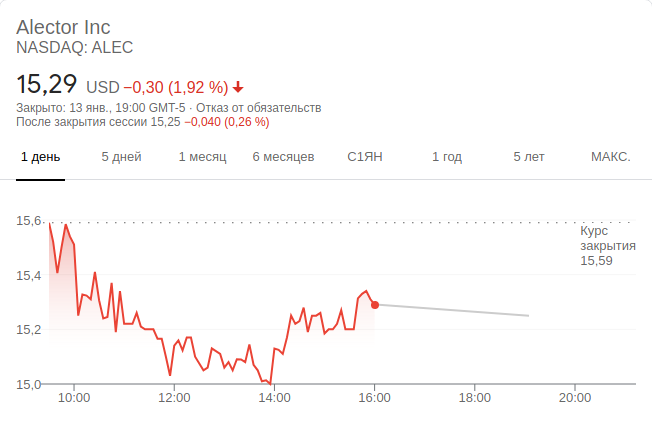 Alector Inc
NASDAQ: ALEC
15,29 USD −0,30 (1,92 %)
Закрыто: 13 янв., 19:00 GMT-5 · Отказ от обязательств
После закрытия сессии 15,25 −0,040 (0,26 %)
1 день 5 дней 1 месяц 6 месяцев С1ЯН 1 год 5 лет МАКС.
15,6
Курс
закрытия
15,59
15,4
15,2
15,0
10:00 12:00 14:00 16:00 18:00 20:00